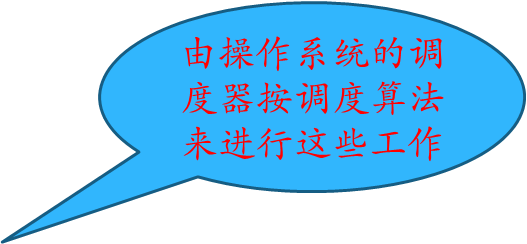 由操作系统的调
度器按调度算法
来进行这些工作